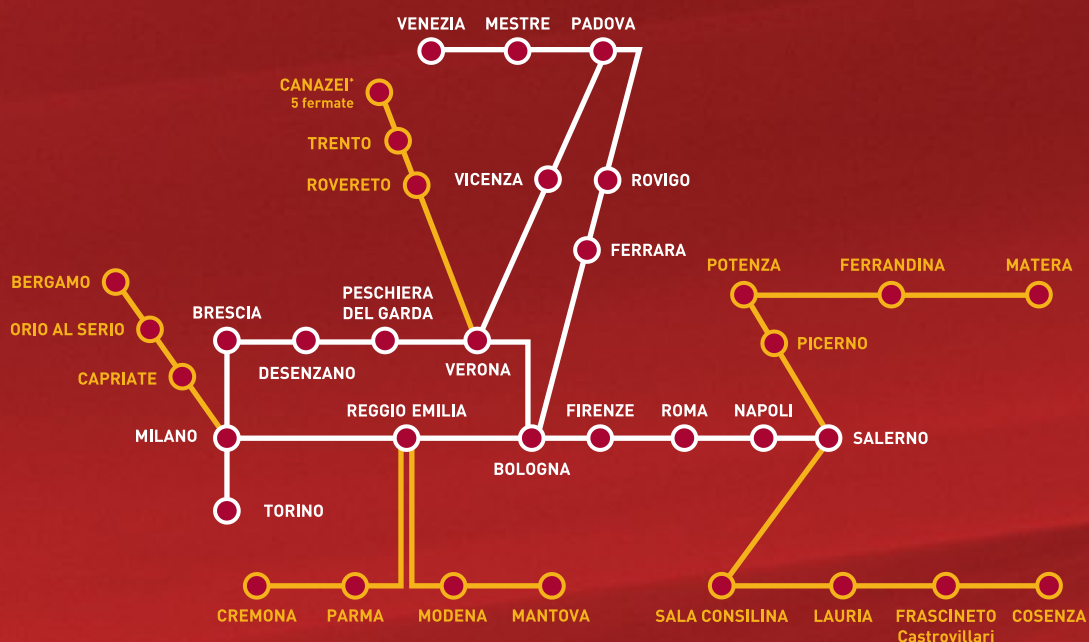 VENEZIA
MESTRE
PADOVA
CANAZEI*
5 fermate
TRENTO
ROVERETO
VICENZA
ROVIGO
FERRARA
BERGAMO
ORIO AL SERIO
CAPRIATE
BRESCIA
DESENZANO
PESCHIERA
DEL GARDA
VERONA
POTENZA
FERRANDINA
MATERA
PICERNO
MILANO
REGGIO EMILIA
BOLOGNA
FIRENZE
ROMA
NAPOLI
SALERNO
TORINO
CREMONA
PARMA
MODENA
MANTOVA
SALA CONSILINA
LAURIA
FRASCINETO
Castrovillari
COSENZA